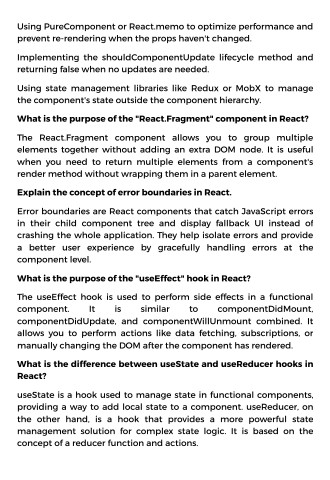 Using PureComponent or React.memo to optimize performance and
prevent re-rendering when the props haven't changed.
Implementing the shouldComponentUpdate lifecycle method and
returning false when no updates are needed.
Using state management libraries like Redux or MobX to manage
the component's state outside the component hierarchy.
What is the purpose of the "React.Fragment" component in React?
The React.Fragment component allows you to group multiple
elements together without adding an extra DOM node. It is useful
when you need to return multiple elements from a component's
render method without wrapping them in a parent element.
Explain the concept of error boundaries in React.
Error boundaries are React components that catch JavaScript errors
in their child component tree and display fallback UI instead of
crashing the whole application. They help isolate errors and provide
a better user experience by gracefully handling errors at the
component level.
What is the purpose of the "useEffect" hook in React?
The useEffect hook is used to perform side effects in a functional
component. It is similar to componentDidMount,
componentDidUpdate, and componentWillUnmount combined. It
allows you to perform actions like data fetching, subscriptions, or
manually changing the DOM after the component has rendered.
What is the difference between useState and useReducer hooks in
React?
useState is a hook used to manage state in functional components,
providing a way to add local state to a component. useReducer, on
the other hand, is a hook that provides a more powerful state
management solution for complex state logic. It is based on the
concept of a reducer function and actions.